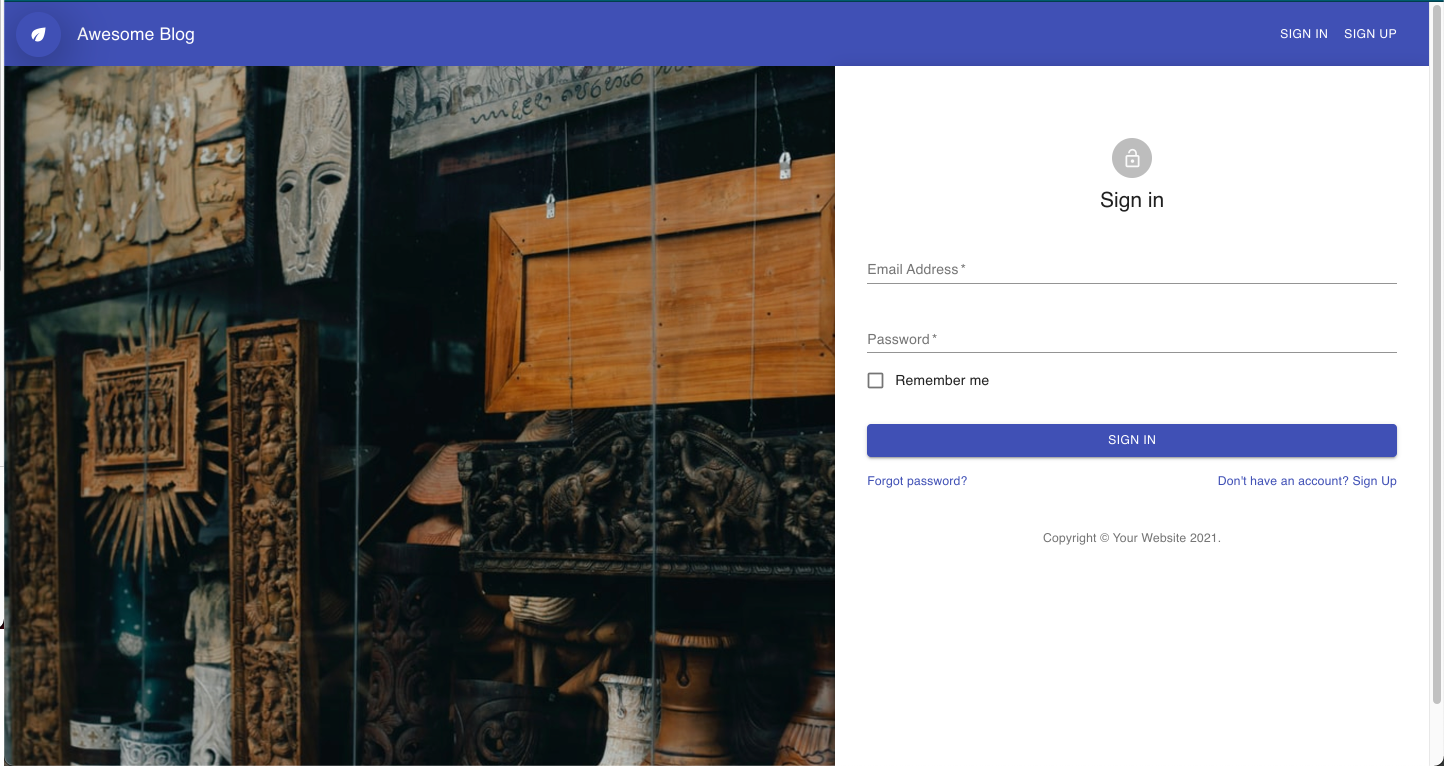 Awesome Blog
SIGN IN
SIGN UP
Sign in
Email Address *
Password *
Remember me
SIGN IN
Forgot password?
Don't have an account? Sign Up
Copyright © Your Website 2021.